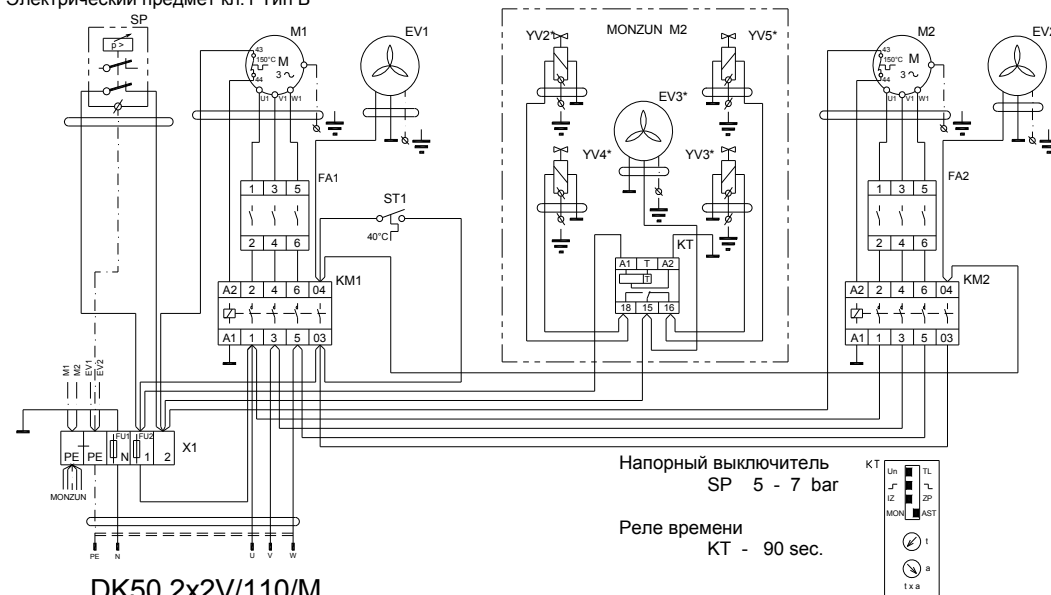 Электрический предмет кл.1 тип B
SP
p >
M1
43
150°C
44
M
3 ~
U1 V1 W1
EV1
FA1
1 3 5
2 4 6
ST1
40°C
KM1
A2 2 4 6 04
A1 1 3 5 03
MONZUN M2
YV2*
YV5*
EV3*
YV4*
YV3*
KT
A1 T A2
T
18 15 16
M2
43
150°C
44
M
3 ~
U1 V1 W1
EV2
FA2
1 3 5
2 4 6
KM2
A2 2 4 6 04
A1 1 3 5 03
M1
M2
EV1
EV2
FU1 FU2
PE PE N 1 2
X1
MONZUN
PE N U V W
Напорный выключитель
SP 5 - 7 bar
Реле времени
KT - 90 sec.
KT
Un TL
IZ ZP
MON AST
t
a
t x a
DK50 2x2V/110/M